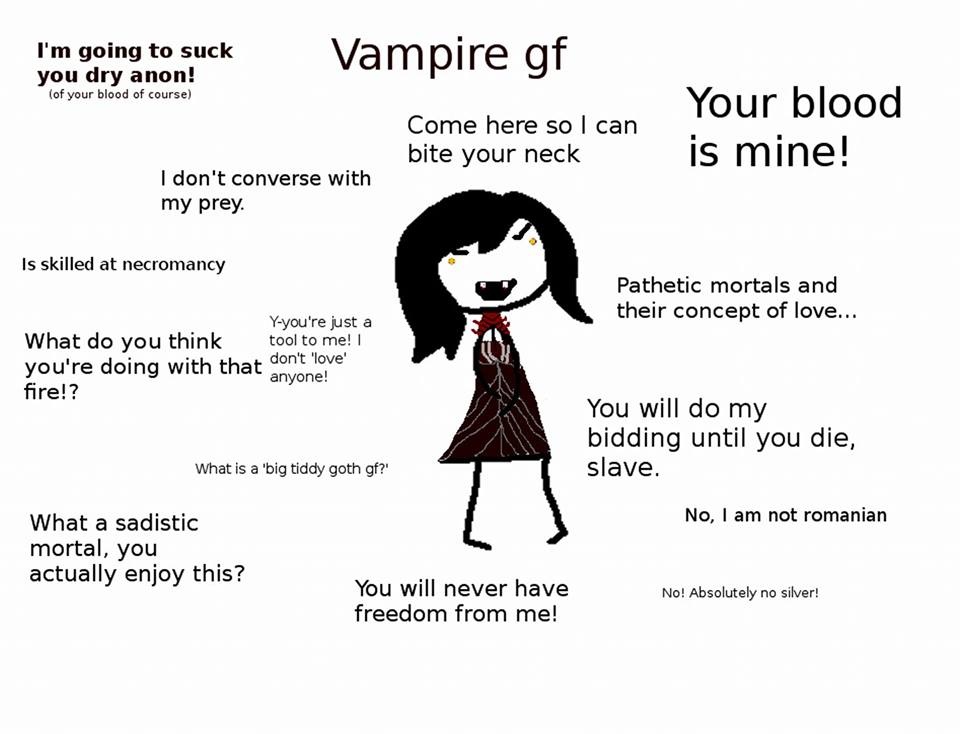 I'm going to suck
you dry anon!
(of your blood of course)
Vampire gf
Your blood
is mine!
Come here so I can
bite your neck
I don't converse with
my prey.
Is skilled at necromancy
Pathetic mortals and
their concept of love...
What do you think
you're doing with that
fire!?
Y-you're just a
tool to me! I
don't 'love'
anyone!
You will do my
bidding until you die,
slave.
What is a 'big tiddy goth gf?'
No, I am not romanian
What a sadistic
mortal, you
actually enjoy this?
You will never have
freedom from me!
No! Absolutely no silver!